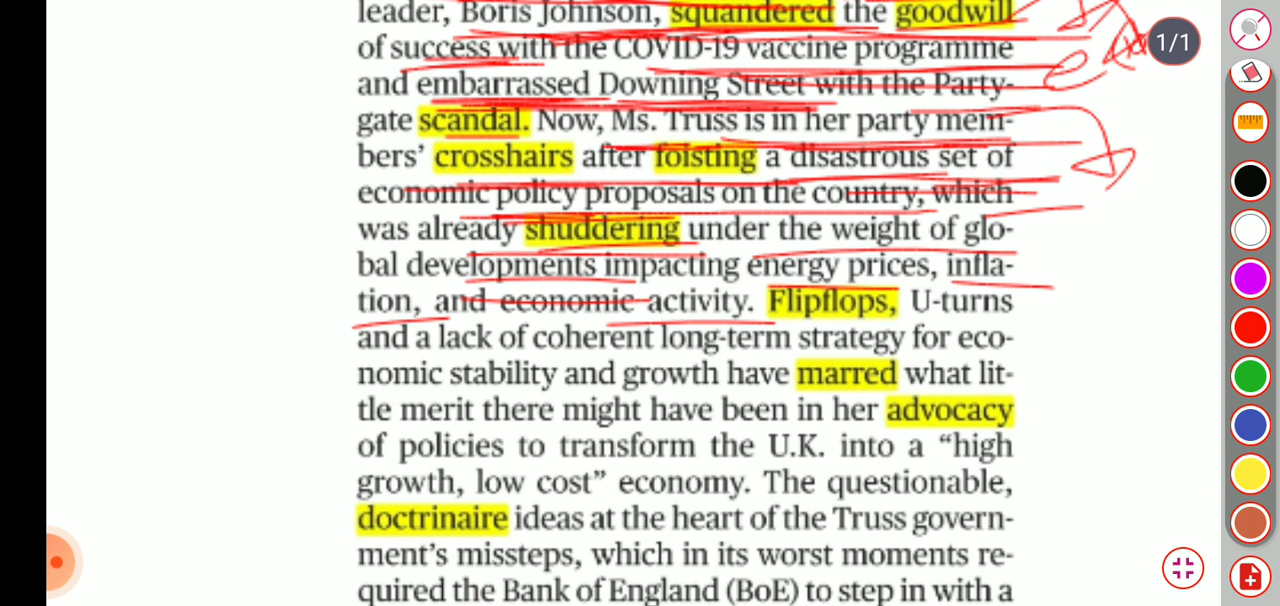 leader, Boris Johnson, squandered the goodwill
of success with the COVID-19 vaccine programme
and embarrassed Downing Street with the Party-
gate scandal. Now, Ms. Truss is in her party mem-
bers’ crosshairs after foisting a disastrous set of
economic policy proposals on the country, which
was already shuddering under the weight of glo-
bal developments impacting energy prices, infla-
tion, and economic activity. Flipflops, U-turns
and a lack of coherent long-term strategy for eco-
nomic stability and growth have marred what lit-
tle merit there might have been in her advocacy
of policies to transform the U.K. into a “high
growth, low cost” economy. The questionable,
doctrinaire ideas at the heart of the Truss govern-
ment’s missteps, which in its worst moments re-
quired the Bank of England (BoE) to step in with a
1/1